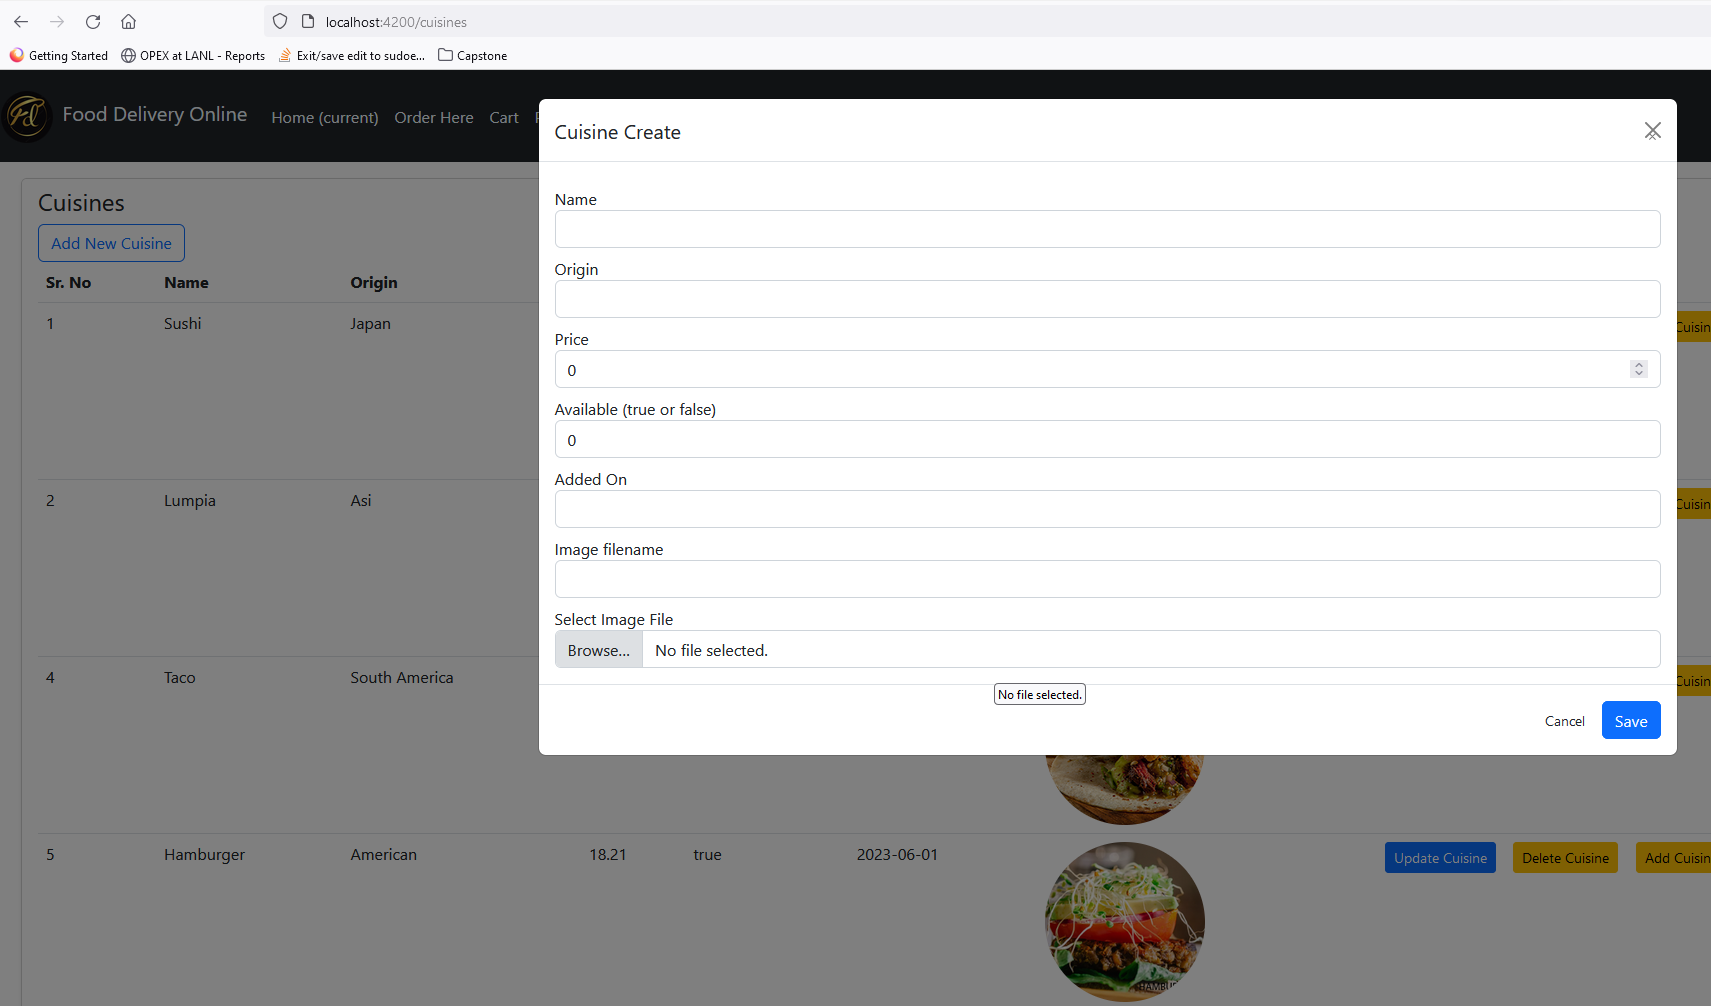 localhost:4200/cuisines
Getting Started OPEX at LANL - Reports Exit/save edit to sudoe... Capstone
Food Delivery Online Home (current) Order Here Cart
Cuisine Create
Name
Origin
Price
0
Available (true or false)
0
Added On
Image filename
Select Image File
Browse... No file selected.
No file selected.
Cancel Save
Cuisines
Add New Cuisine
Sr. No Name Origin
1 Sushi Japan Cuisin
2 Lumpia Asi Cuisin
4 Taco South America Cuisin
5 Hamburger American 18.21 true 2023-06-01 Update Cuisine Delete Cuisine Add Cuisin